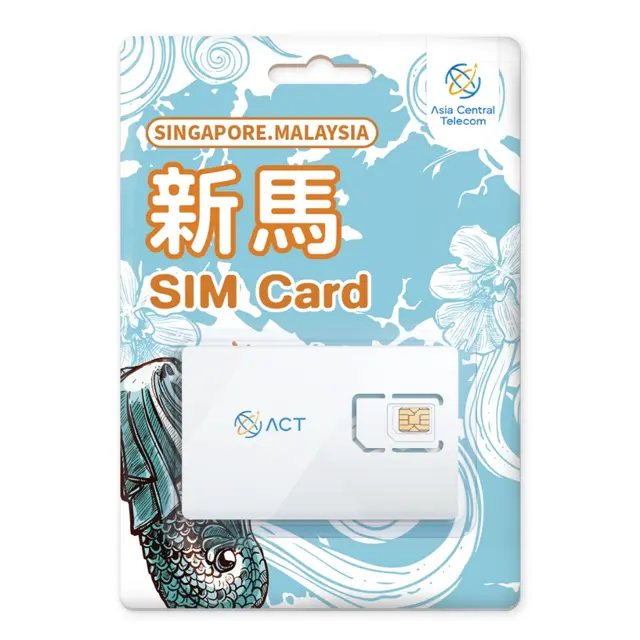 Asia Central
Telecom
SINGAPORE.MALAYSIA
新馬
SIM Card
ACT